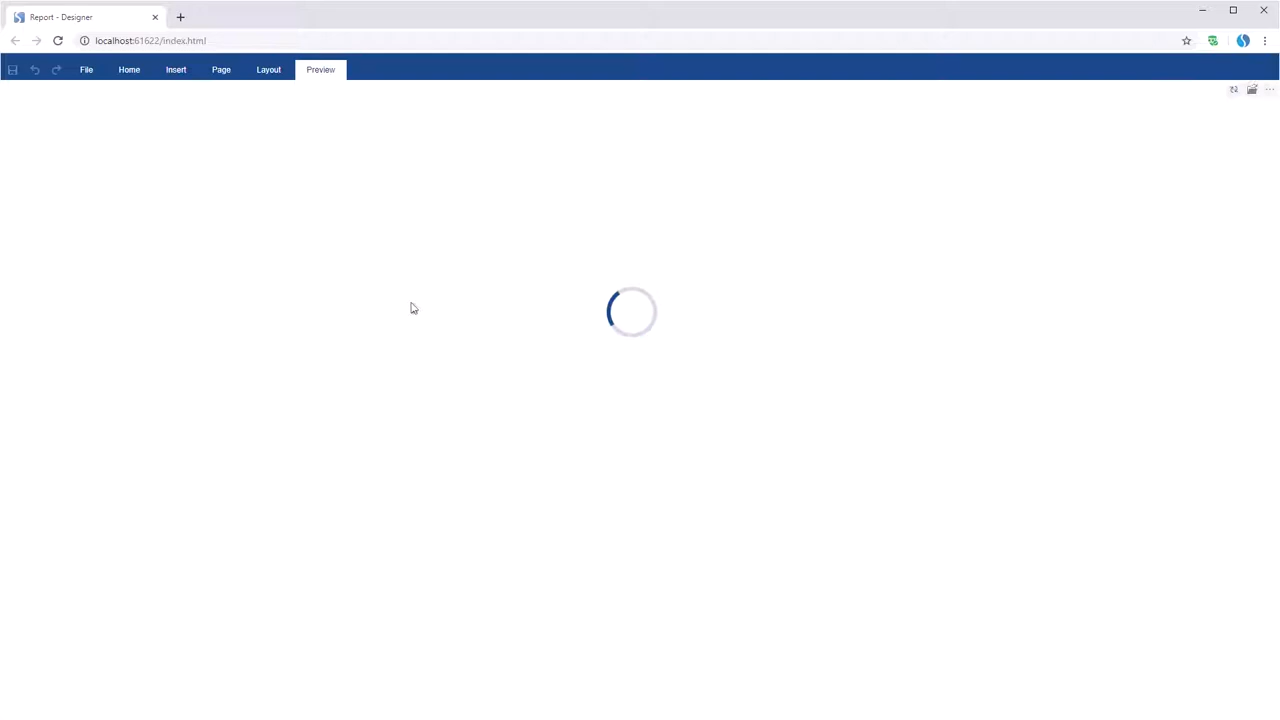 Report - Designer
localhost:61622/index.html
File Home Insert Page Layout Preview